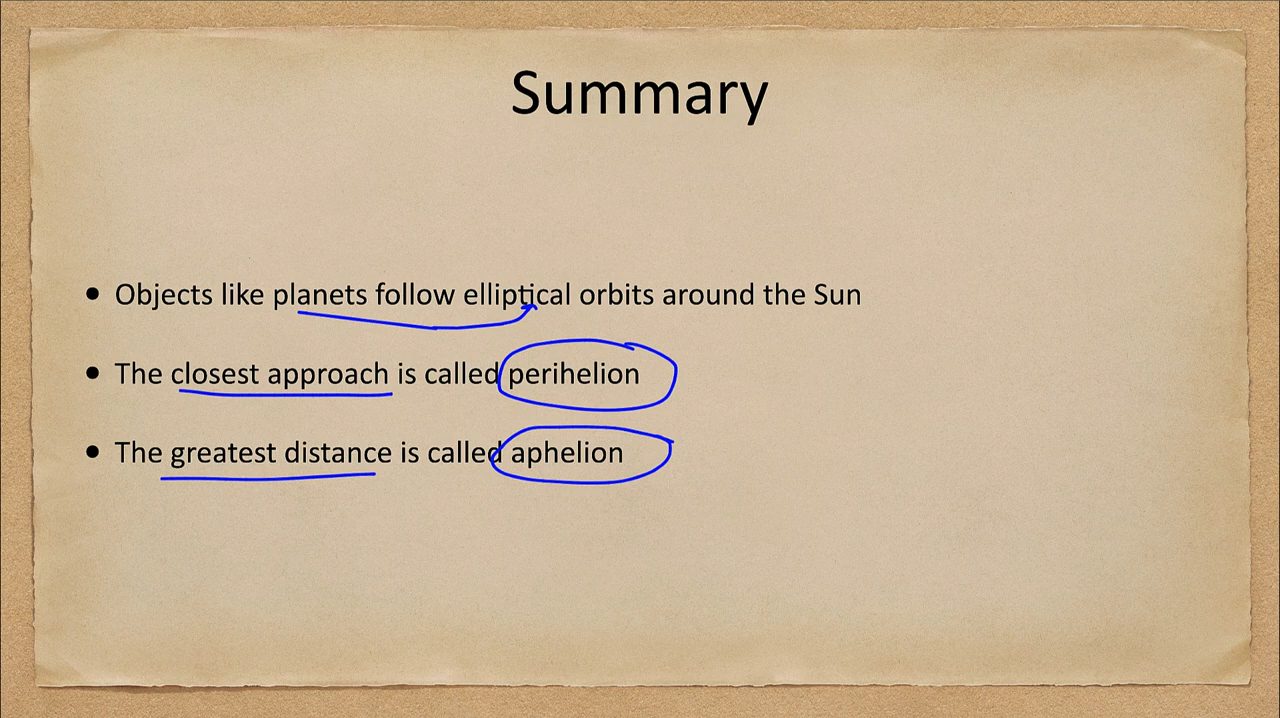 Summary
• Objects like planets follow elliptical orbits around the Sun
• The closest approach is called perihelion
• The greatest distance is called aphelion